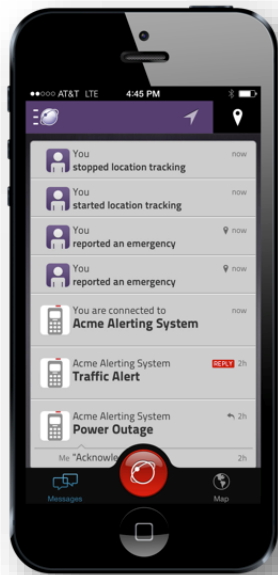 AT&T LTE 4:45 PM
You now
stopped location tracking
You now
started location tracking
You now
reported an emergency
You now
reported an emergency
You are connected to now
Acme Alerting System
Acme Alerting System REPLY 2h
Traffic Alert
Acme Alerting System 2h
Power Outage
Me "Acknowle 2h
Messages Map